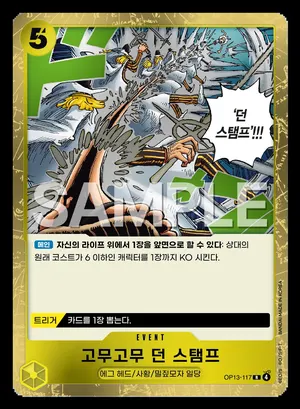 5
'던
스탬프'!!!
SAMPLE
메인 자신의 라이프 위에서 1장을 앞면으로 할 수 있다: 상대의
원래 코스트가 6 이하인 캐릭터를 1장까지 KO 시킨다.
트리거 카드를 1장 뽑는다.
EVENT
고무고무 던 스탬프
에그 헤드/사황/밀짚모자 일당
OP13-117 R 4